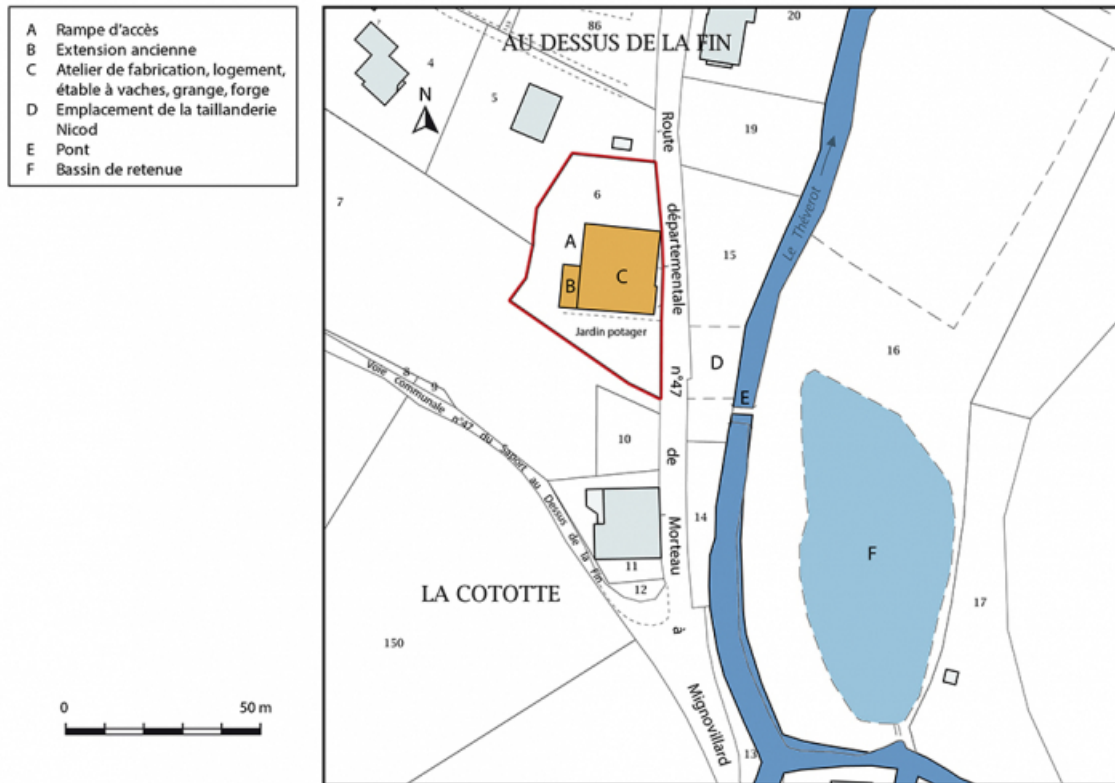 A Rampe d'accès
B Extension ancienne
C Atelier de fabrication, logement,
étable à vaches, grange, forge
D Emplacement de la taillanderie
Nicod
E Pont
F Bassin de retenue
0 50 m
86
20
AU DESSUS DE LA FIN
4
N
5
19
Route départementale n°47 de Morteau à Mignovillard
6
7
A
B
C
15
Le Théverot
Jardin potager
16
D
E
8
9
Voie communale n°47 du Saport au Dessus de la Fin
10
14
F
11
12
LA COTOTTE
17
150
13